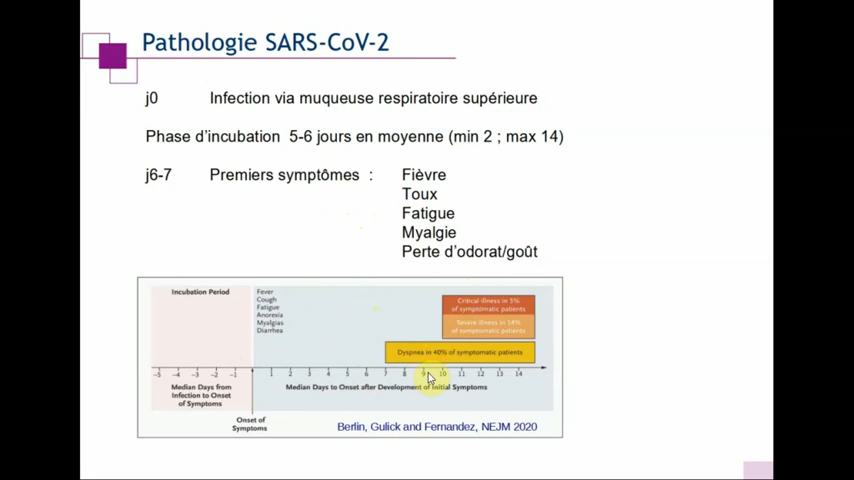 Pathologie SARS-CoV-2
j0 Infection via muqueuse respiratoire supérieure
Phase d'incubation 5-6 jours en moyenne (min 2 ; max 14)
j6-7 Premiers symptômes : Fièvre
Toux
Fatigue
Myalgie
Perte d'odorat/goût
Incubation Period
Fever
Cough
Fatigue
Anorexia
Myalgias
Diarrhea
Critical illness in 5%
of symptomatic patients
Severe illness in 14%
of symptomatic patients
Dyspnea in 40% of symptomatic patients
-5 -4 -3 -2 -1 1 2 3 4 5 6 7 8 9 10 11 12 13 14
Median Days from
Infection to Onset
of Symptoms
Median Days to Onset after Development of Initial Symptoms
Onset of
Symptoms
Berlin, Gulick and Fernandez, NEJM 2020